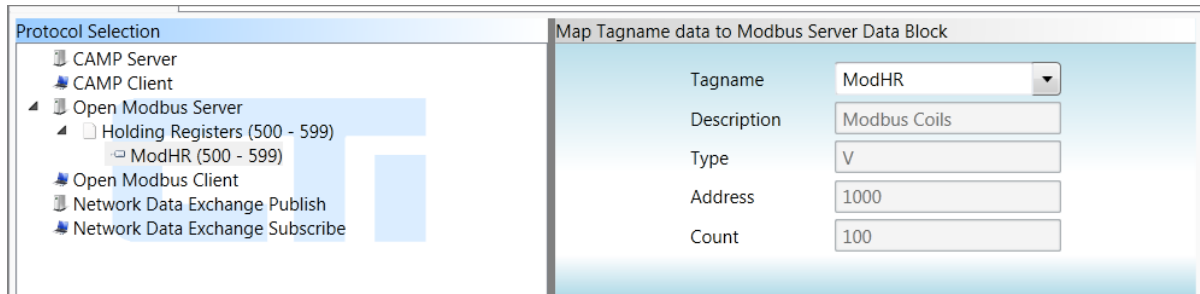 Protocol Selection
CAMP Server
CAMP Client
Open Modbus Server
Holding Registers (500 - 599)
ModHR (500 - 599)
Open Modbus Client
Network Data Exchange Publish
Network Data Exchange Subscribe
Map Tagname data to Modbus Server Data Block
Tagname ModHR
Description Modbus Coils
Type V
Address 1000
Count 100